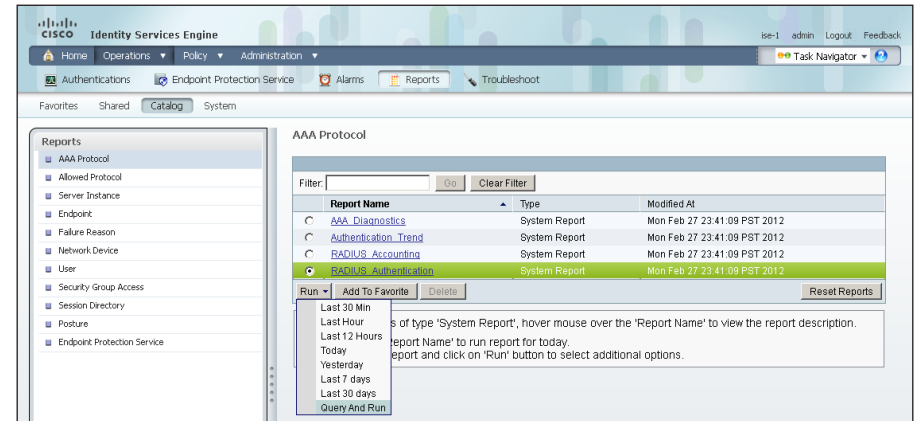 CISCO Identity Services Engine
ise-1 admin Logout Feedback
Home Operations ▼ Policy ▼ Administration ▼
Task Navigator ▼
Authentications Endpoint Protection Service Alarms Reports Troubleshoot
Favorites Shared Catalog System
Reports
AAA Protocol
Allowed Protocol
Server Instance
Endpoint
Failure Reason
Network Device
User
Security Group Access
Session Directory
Posture
Endpoint Protection Service
AAA Protocol
Filter: Go Clear Filter
Report Name ▲ Type Modified At
AAA_Diagnostics System Report Mon Feb 27 23:41:09 PST 2012
Authentication_Trend System Report Mon Feb 27 23:41:09 PST 2012
RADIUS_Accounting System Report Mon Feb 27 23:41:09 PST 2012
RADIUS_Authentication System Report Mon Feb 27 23:41:09 PST 2012
Run ▼ Add To Favorite Delete Reset Reports
Last 30 Min
Last Hour
Last 12 Hours
Today
Yesterday
Last 7 days
Last 30 days
Query And Run
s of type 'System Report', hover mouse over the 'Report Name' to view the report description.
Report Name' to run report for today.
eport and click on 'Run' button to select additional options.